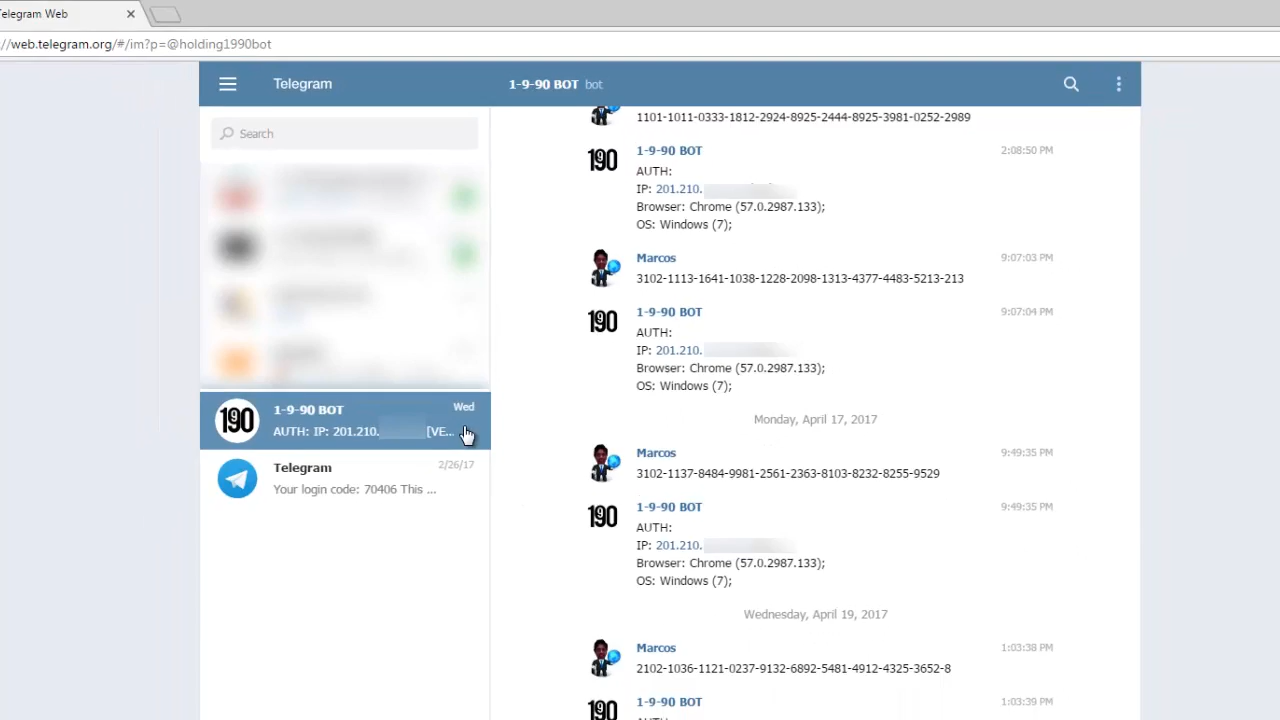 Telegram Web
//web.telegram.org/#/im?p=@holding1990bot
Telegram
1-9-90 BOT bot
Search
190
1-9-90 BOT
Wed
AUTH: IP: 201.210.
[VE...
Telegram
2/26/17
Your login code: 70406 This ...
1101-1011-0333-1812-2924-8925-2444-8925-3981-0252-2989
190
1-9-90 BOT
2:08:50 PM
AUTH:
IP: 201.210.
Browser: Chrome (57.0.2987.133);
OS: Windows (7);
Marcos
9:07:03 PM
3102-1113-1641-1038-1228-2098-1313-4377-4483-5213-213
190
1-9-90 BOT
9:07:04 PM
AUTH:
IP: 201.210.
Browser: Chrome (57.0.2987.133);
OS: Windows (7);
Monday, April 17, 2017
Marcos
9:49:35 PM
3102-1137-8484-9981-2561-2363-8103-8232-8255-9529
190
1-9-90 BOT
9:49:35 PM
AUTH:
IP: 201.210.
Browser: Chrome (57.0.2987.133);
OS: Windows (7);
Wednesday, April 19, 2017
Marcos
1:03:38 PM
2102-1036-1121-0237-9132-6892-5481-4912-4325-3652-8
190
1-9-90 BOT
1:03:39 PM
AUTH: